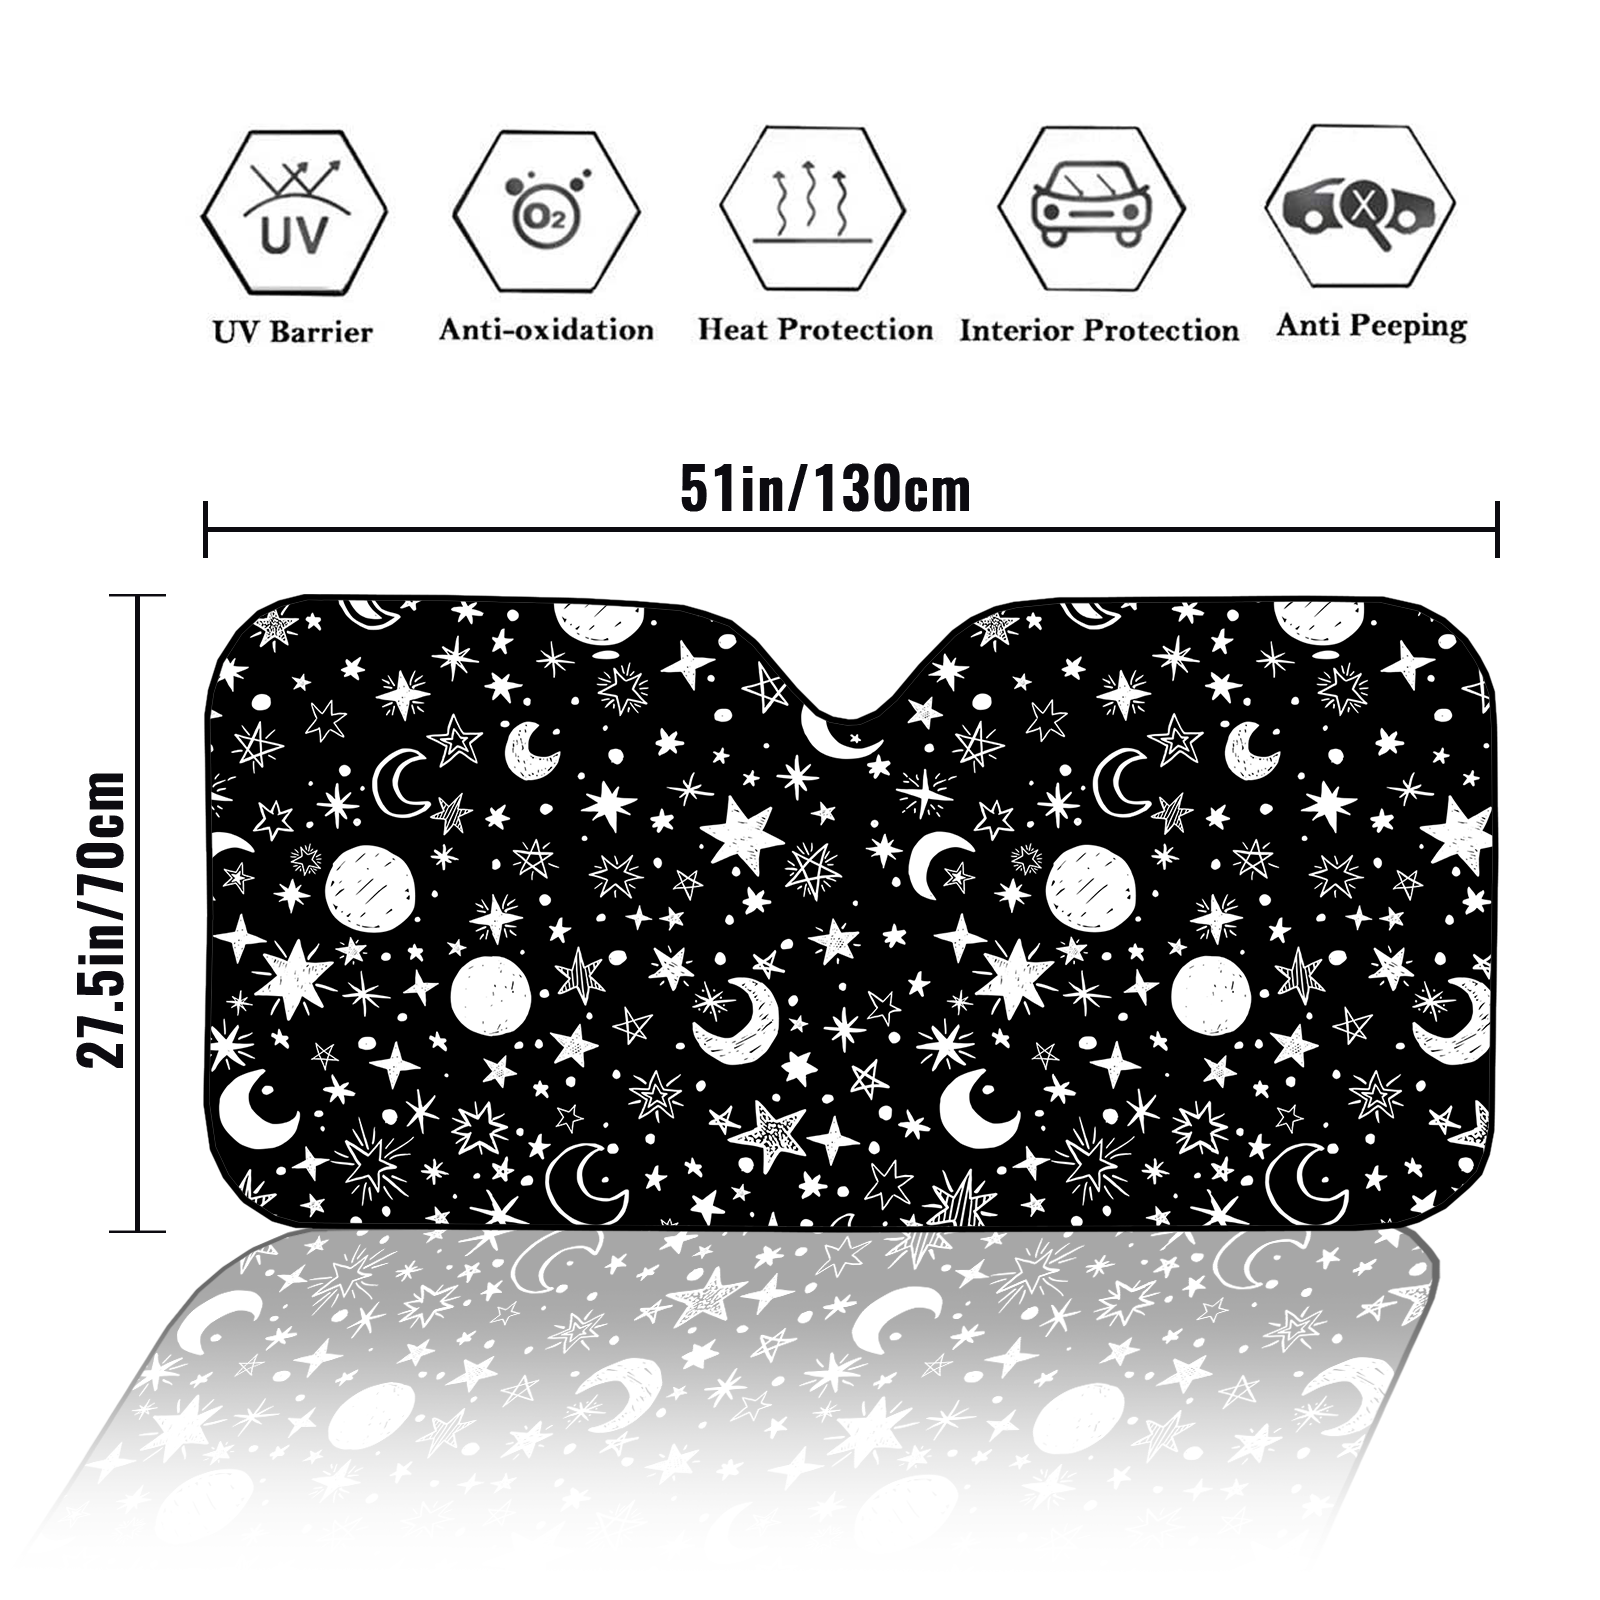 UV
O2
X
UV Barrier
Anti-oxidation
Heat Protection
Interior Protection
Anti Peeping
51in/130cm
27.5in/70cm